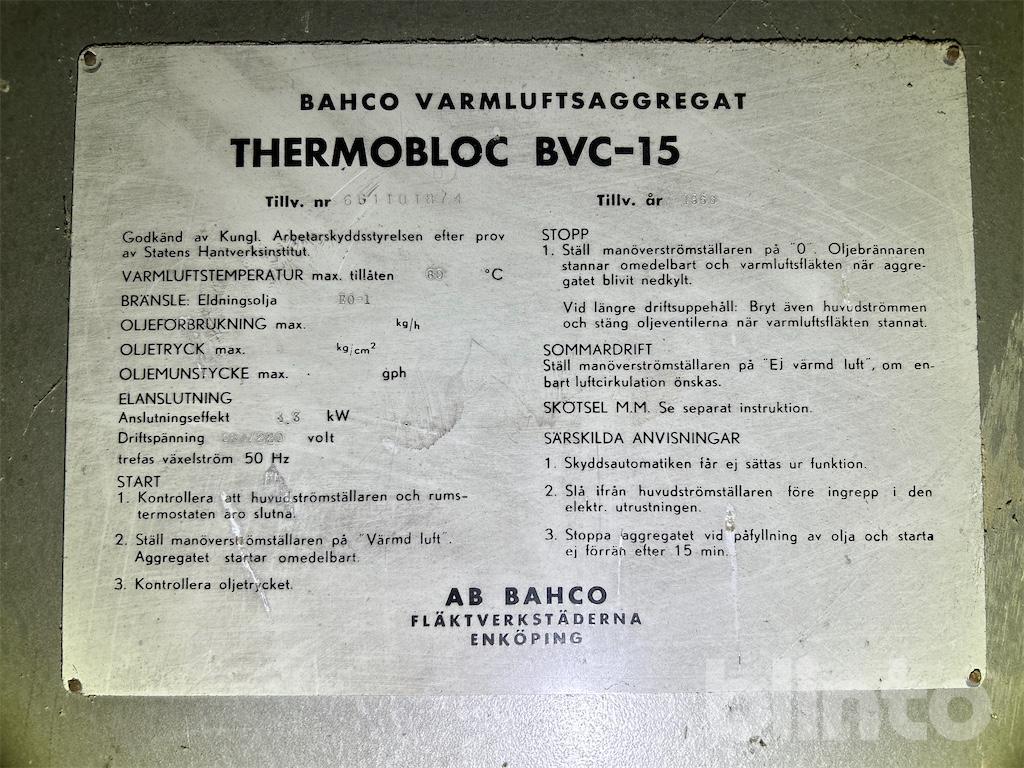 BAHCO VARMLUFTSAGGREGAT
THERMOBLOC BVC-15
Tillv. nr
Tillv. år
Godkänd av Kungl. Arbetarskyddsstyrelsen efter prov
av Statens Hantverksinstitut.
VARMLUFTSTEMPERATUR max. tillåten °C
BRÄNSLE: Eldningsolja EO-1
OLJEFÖRBRUKNING max. kg/h
OLJETRYCK max. kg/cm²
OLJEMUNSTYCKE max. gph
ELANSLUTNING
Anslutningseffekt kW
Driftspänning volt
trefas växelström 50 Hz
START
1. Kontrollera att huvudströmställaren och rums-
termostaten äro slutna.
2. Ställ manöverströmställaren på "Värmd luft".
Aggregatet startar omedelbart.
3. Kontrollera oljetrycket.
STOPP
1. Ställ manöverströmställaren på "0". Oljebrännaren
stannar omedelbart och varmluftsfläkten när aggre-
gatet blivit nedkylt.
Vid längre driftsuppehåll: Bryt även huvudströmmen
och stäng oljeventilerna när varmluftsfläkten stannat.
SOMMARDRIFT
Ställ manöverströmställaren på "Ej värmd luft", om en-
bart luftcirkulation önskas.
SKÖTSEL M.M. Se separat instruktion.
SÄRSKILDA ANVISNINGAR
1. Skyddsautomatiken får ej sättas ur funktion.
2. Slå ifrån huvudströmställaren före ingrepp i den
elektr. utrustningen.
3. Stoppa aggregatet vid påfyllning av olja och starta
ej förrän efter 15 min.
AB BAHCO
FLÄKTVERKSTÄDERNA
ENKÖPING
blinto